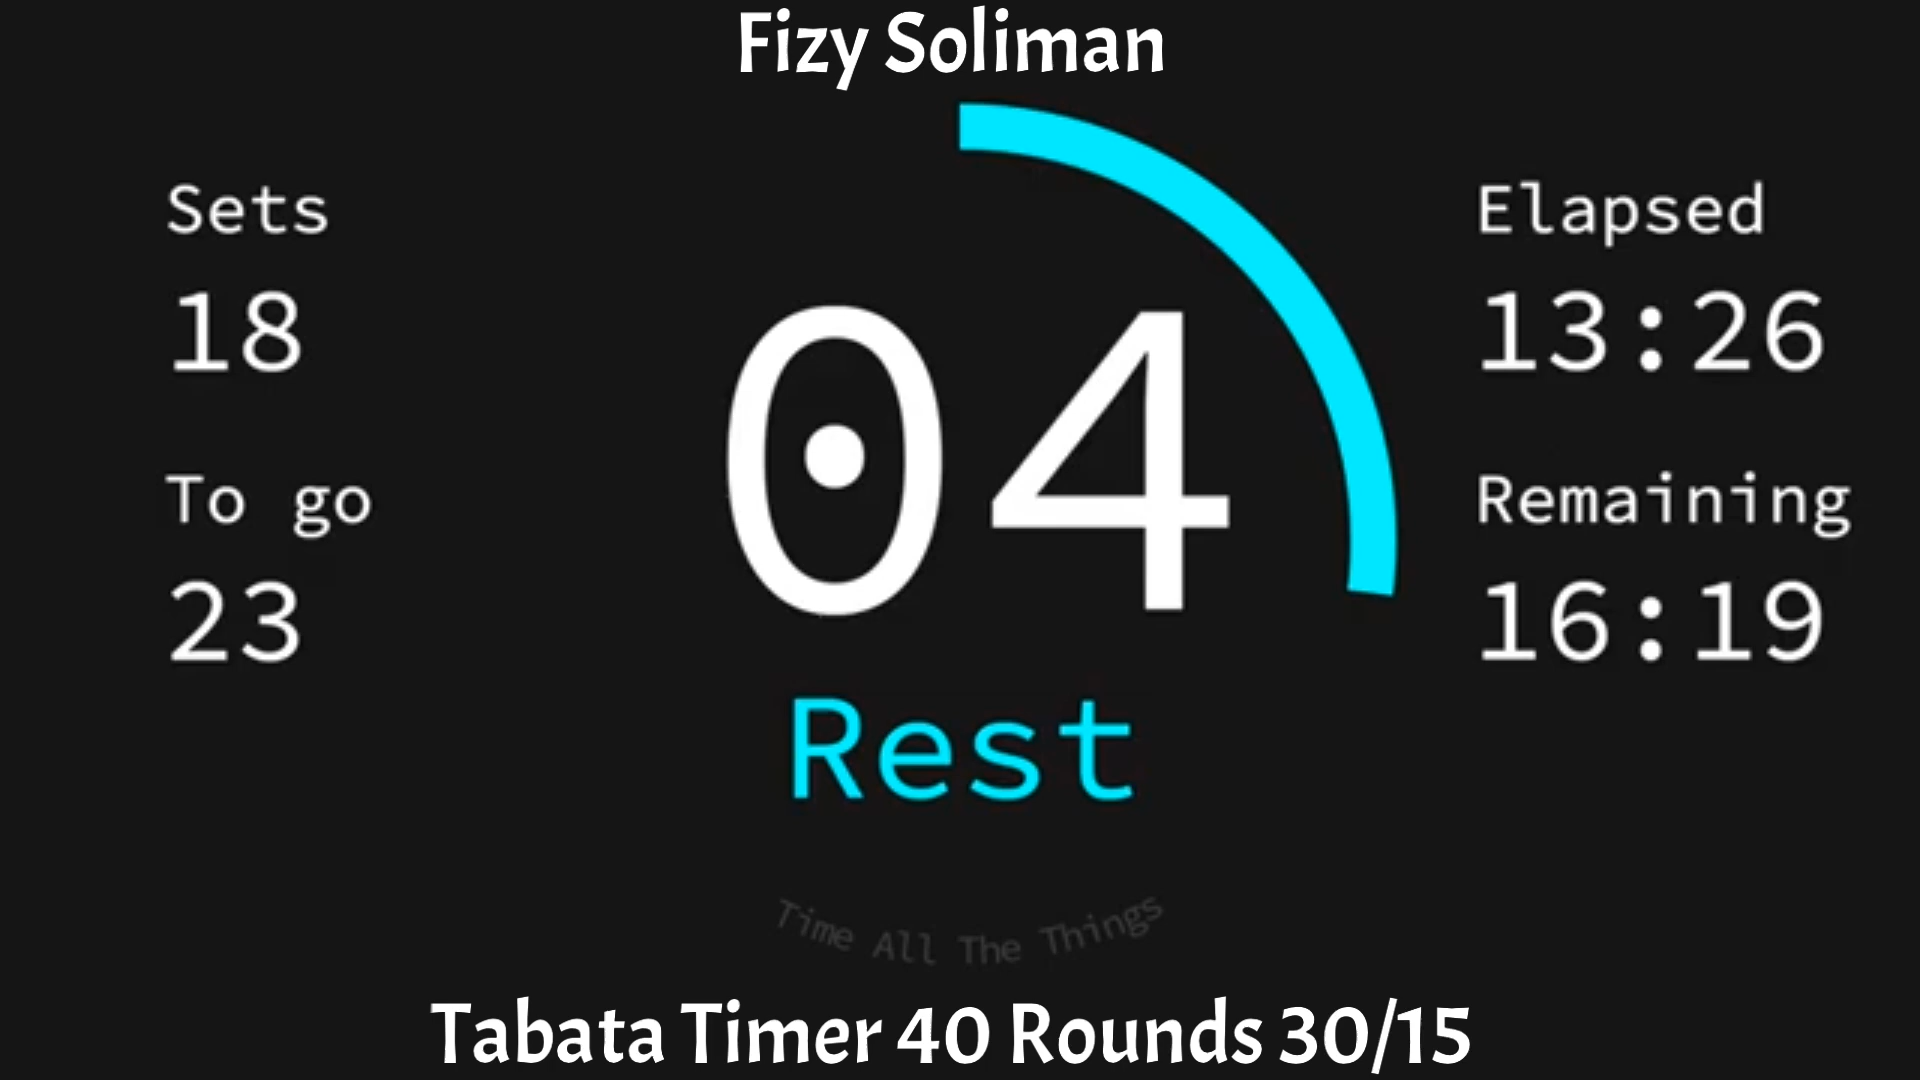 Fizy Soliman
Sets
18
To go
23
04
Rest
Elapsed
13:26
Remaining
16:19
Time All The Things
Tabata Timer 40 Rounds 30/15